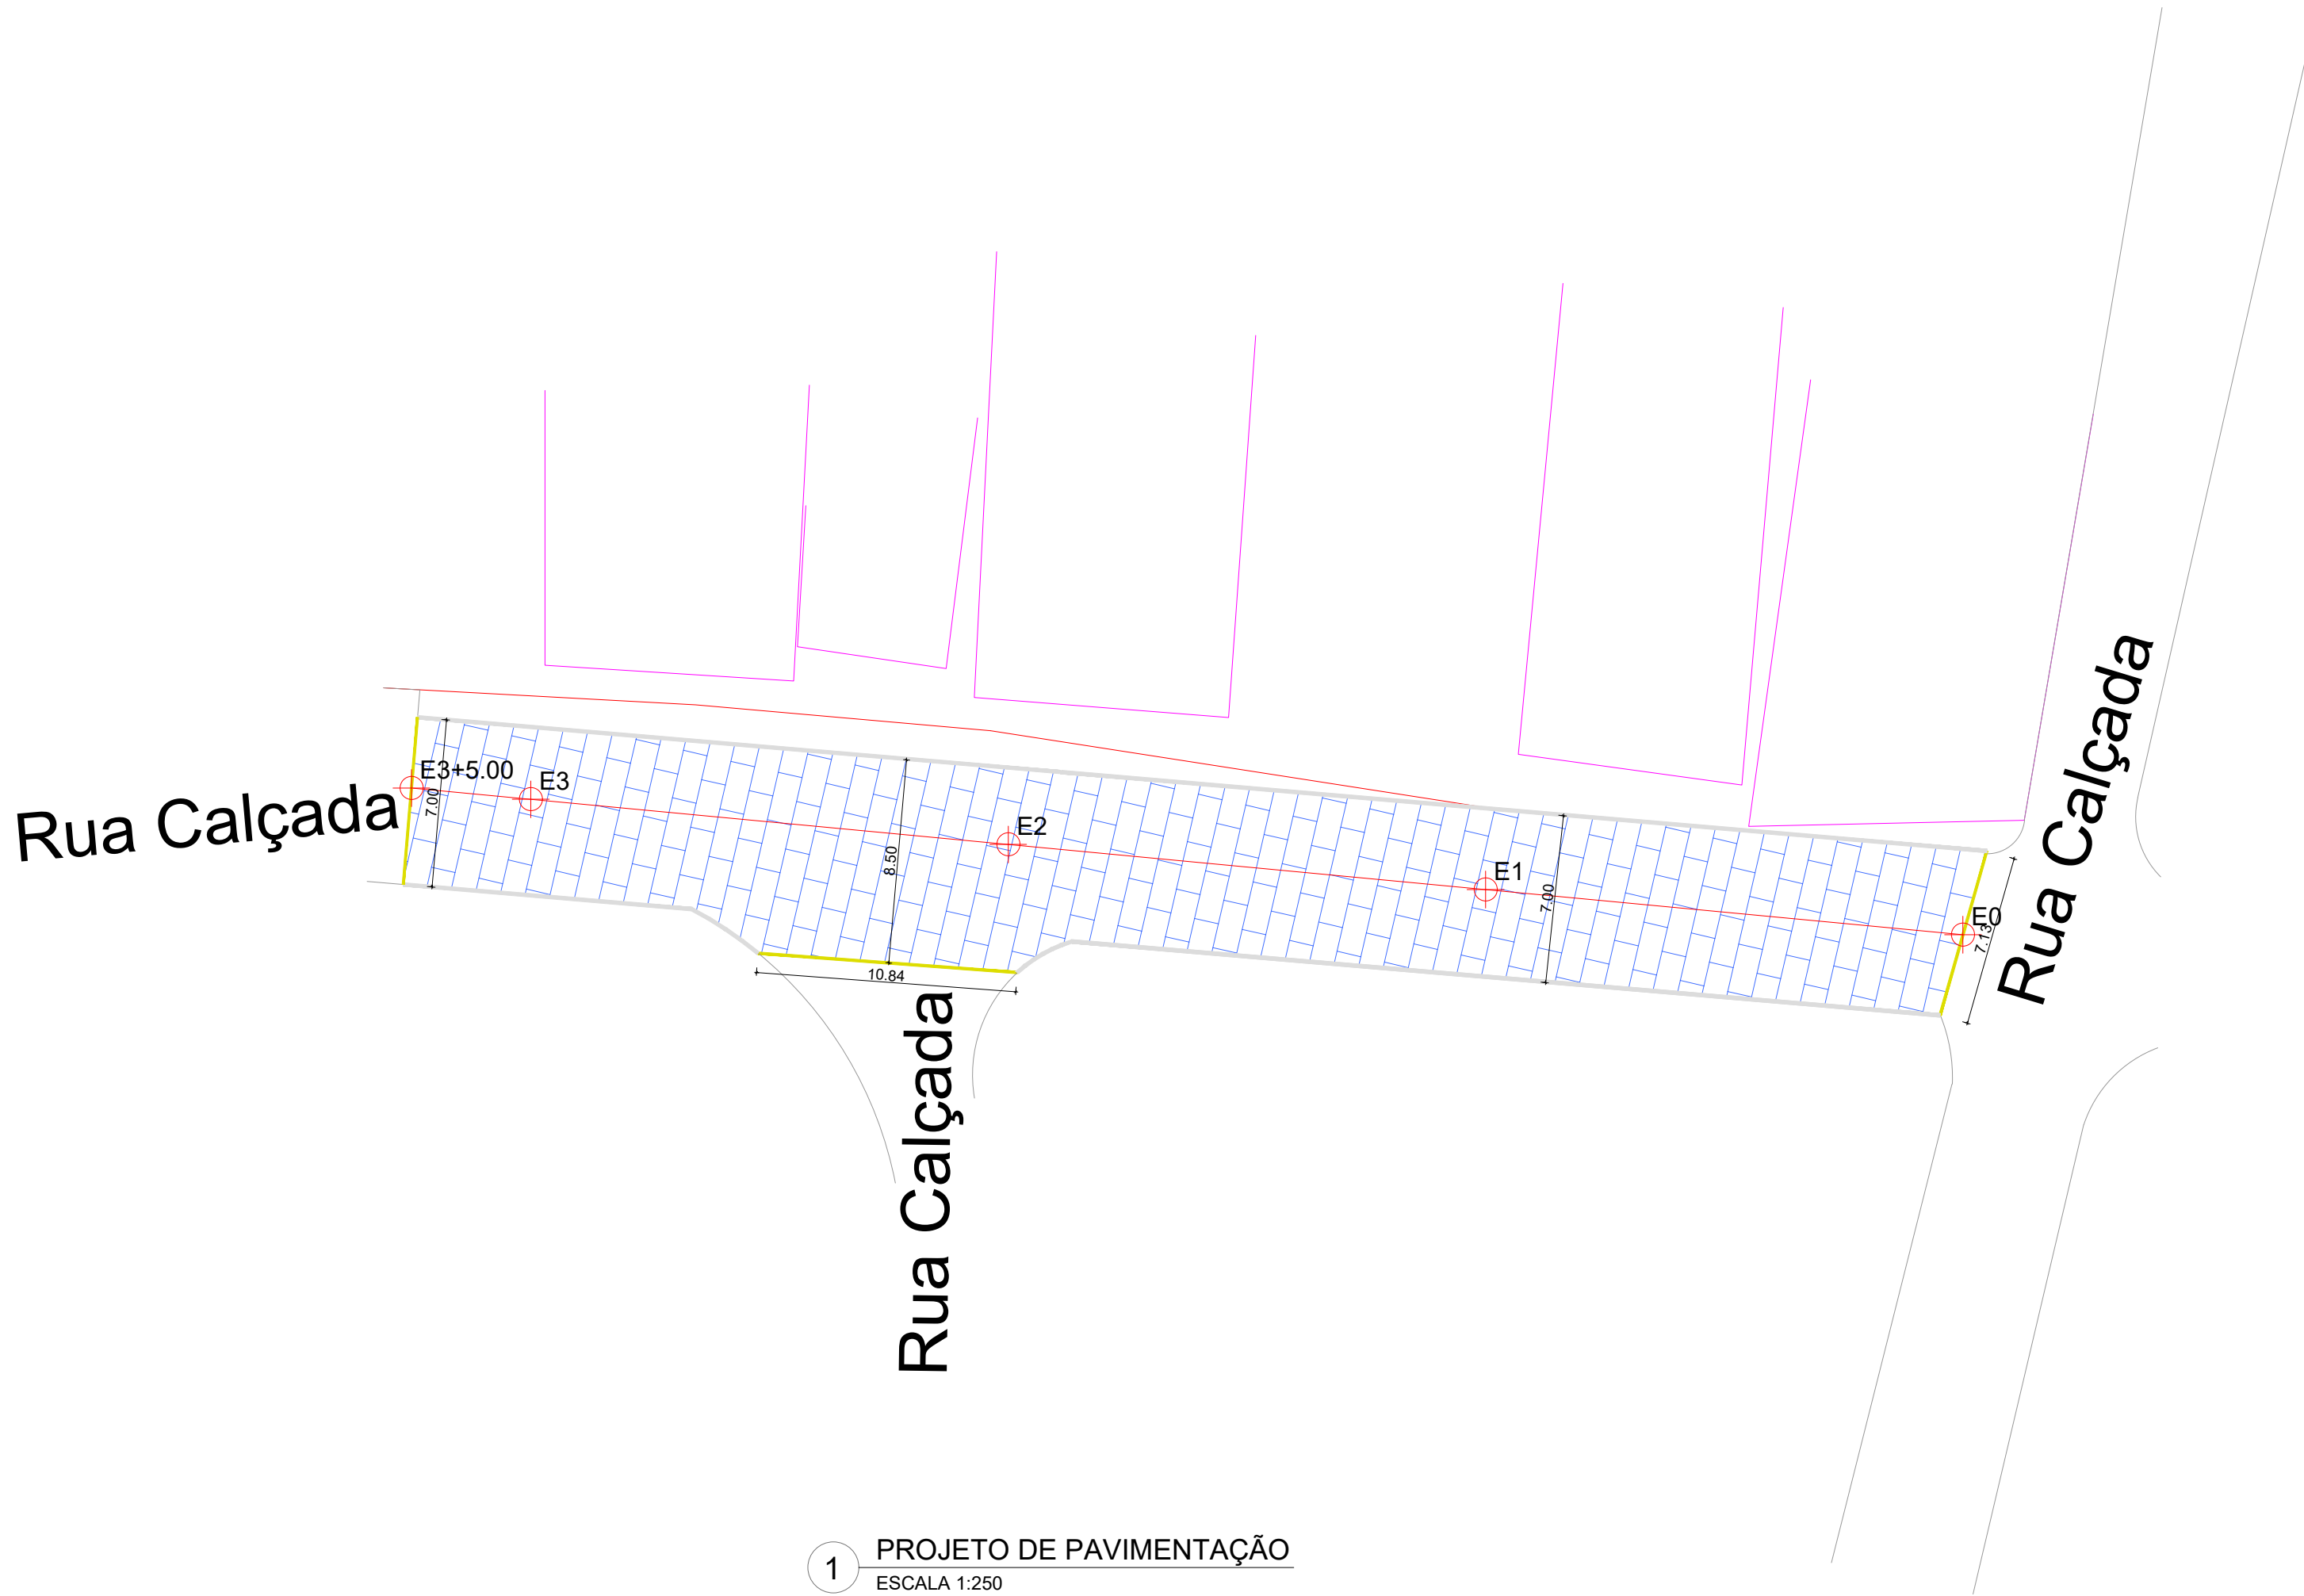 Rua Calçada
E3+5.00
7.00
E3
8.50
E2
10.84
E1
7.00
E0
7.13
Rua Calçada
Rua Calçada
1
PROJETO DE PAVIMENTAÇÃO
ESCALA 1:250